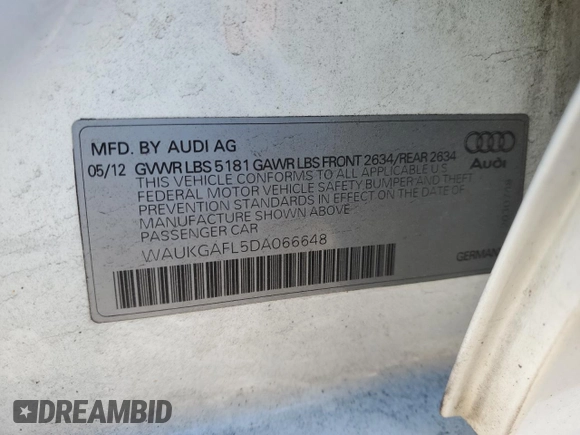 MFD. BY AUDI AG
05/12 GVWR LBS 5181 GAWR LBS FRONT 2634/REAR 2634
THIS VEHICLE CONFORMS TO ALL APPLICABLE U.S.
FEDERAL MOTOR VEHICLE SAFETY, BUMPER AND THEFT
PREVENTION STANDARDS IN EFFECT ON THE DATE OF
MANUFACTURE SHOWN ABOVE
PASSENGER CAR
WAUKGAFL5DA066648
Audi
GERMAN
DREAMBID